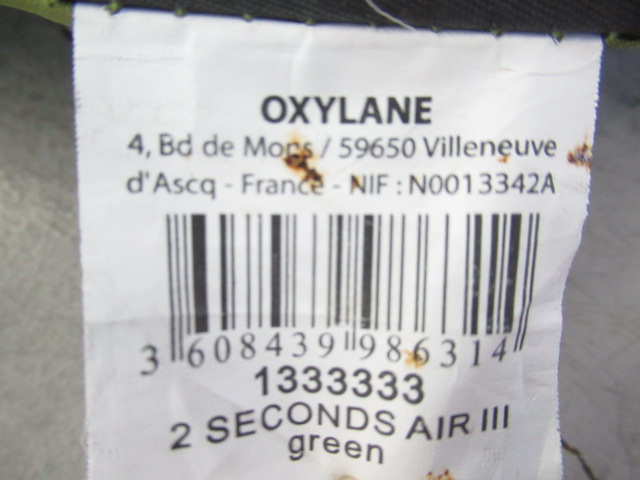 OXYLANE
4, Bd de Mons / 59650 Villeneuve
d'Ascq - France - NIF : N0013342A
3 608439 986314
1333333
2 SECONDS AIR III
green